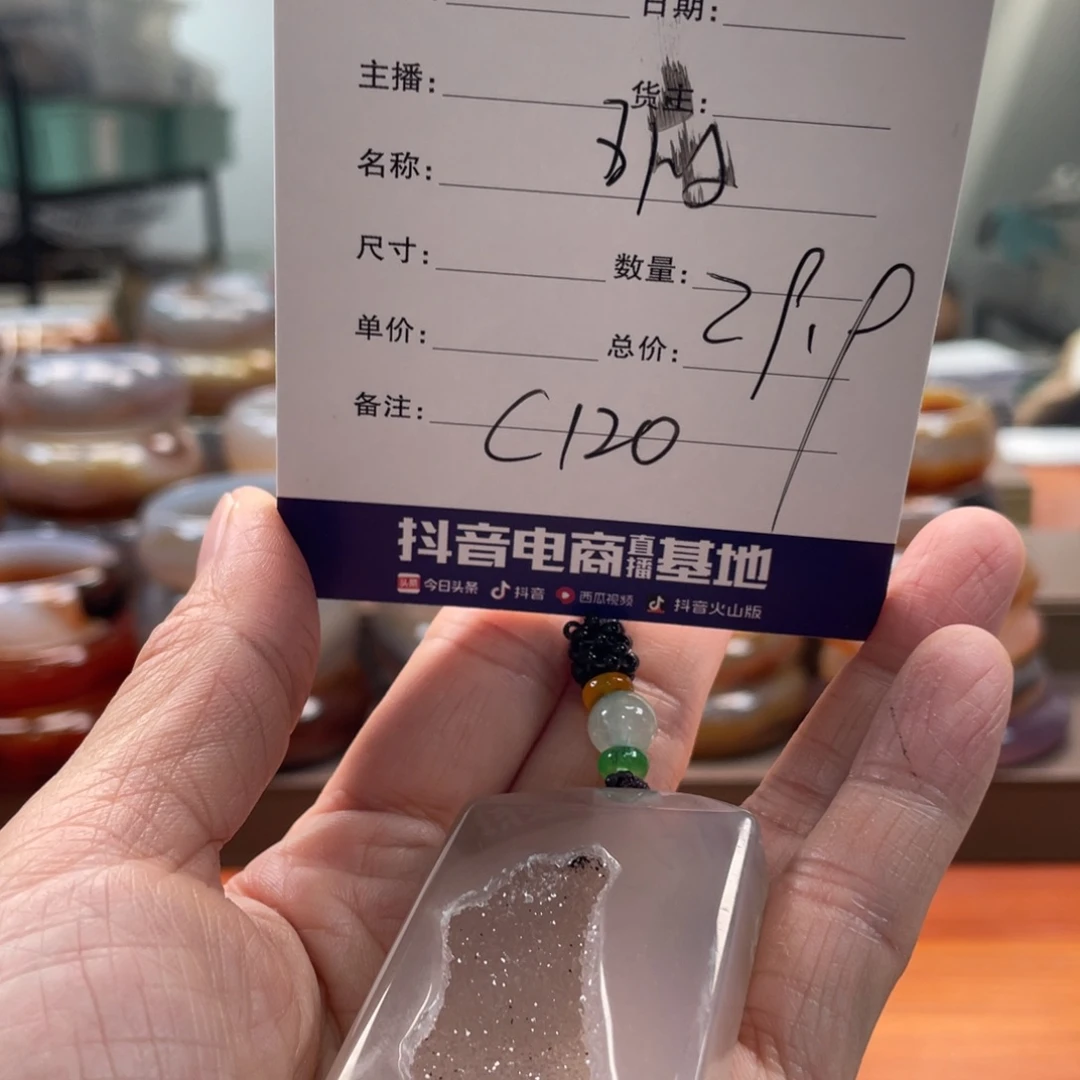 日期:
主播: 货主:
名称:
尺寸: 数量:
单价: 总价:
备注: C120
抖音电商直播基地
头条 今日头条 抖音 西瓜视频 抖音火山版